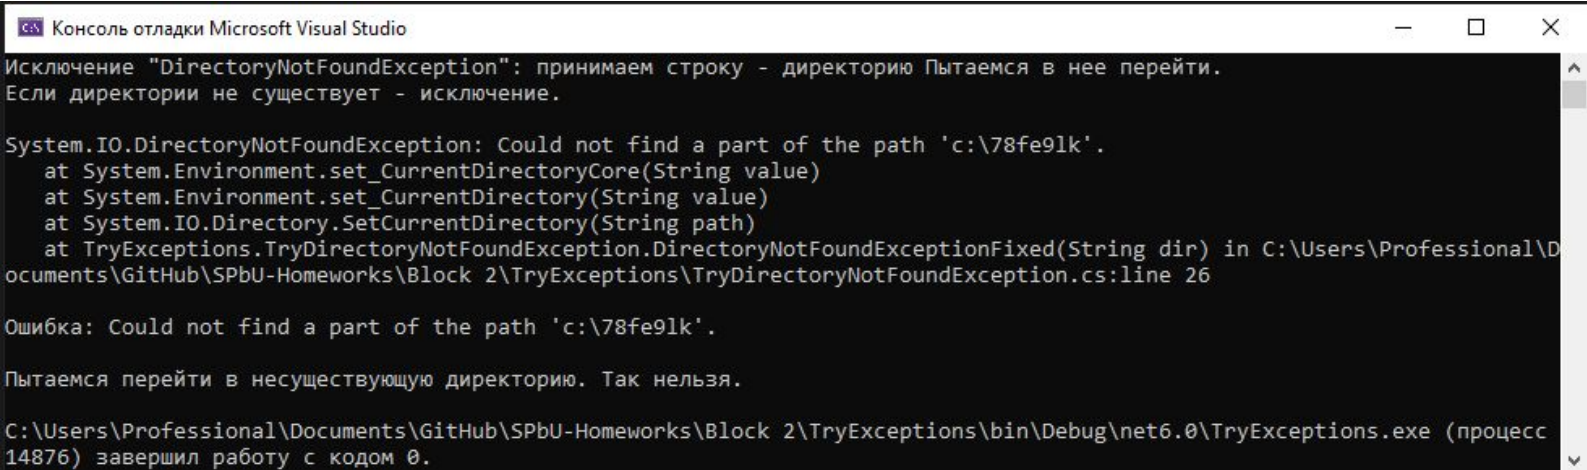 Консоль отладки Microsoft Visual Studio
Исключение "DirectoryNotFoundException": принимаем строку - директорию Пытаемся в нее перейти.
Если директории не существует - исключение.
System.IO.DirectoryNotFoundException: Could not find a part of the path 'c:\78fe9lk'.
at System.Environment.set_CurrentDirectoryCore(String value)
at System.Environment.set_CurrentDirectory(String value)
at System.IO.Directory.SetCurrentDirectory(String path)
at TryExceptions.TryDirectoryNotFoundException.DirectoryNotFoundExceptionFixed(String dir) in C:\Users\Professional\D
ocuments\GitHub\SPbU-Homeworks\Block 2\TryExceptions\TryDirectoryNotFoundException.cs:line 26
Ошибка: Could not find a part of the path 'c:\78fe9lk'.
Пытаемся перейти в несуществующую директорию. Так нельзя.
C:\Users\Professional\Documents\GitHub\SPbU-Homeworks\Block 2\TryExceptions\bin\Debug\net6.0\TryExceptions.exe (процесс
14876) завершил работу с кодом 0.